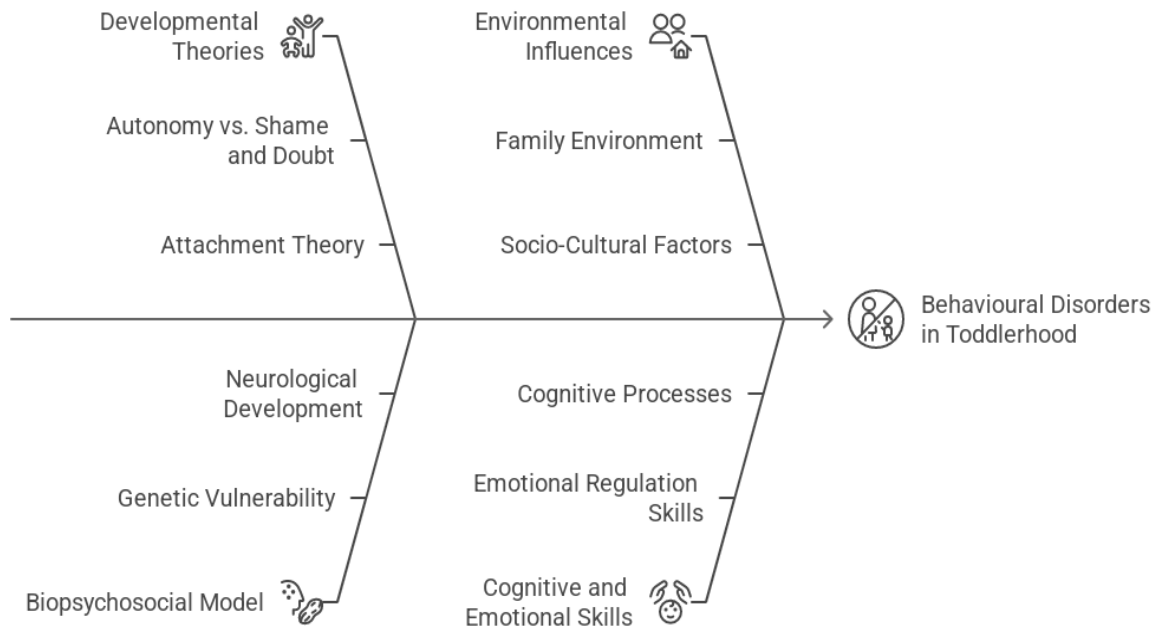 Developmental
Theories
Environmental
Influences
Autonomy vs. Shame
and Doubt
Family Environment
Attachment Theory
Socio-Cultural Factors
Behavioural Disorders
in Toddlerhood
Neurological
Development
Cognitive Processes
Genetic Vulnerability
Emotional Regulation
Skills
Biopsychosocial Model
Cognitive and
Emotional Skills